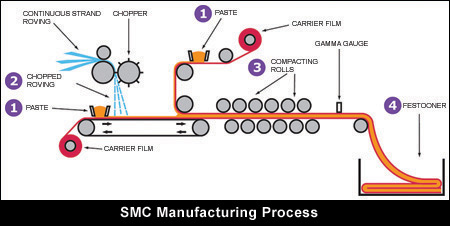 CONTINUOUS STRAND
ROVING
CHOPPER
1 PASTE
CARRIER FILM
GAMMA GAUGE
2 CHOPPED
ROVING
3 COMPACTING
ROLLS
1 PASTE
4 FESTOONER
CARRIER FILM
SMC Manufacturing Process